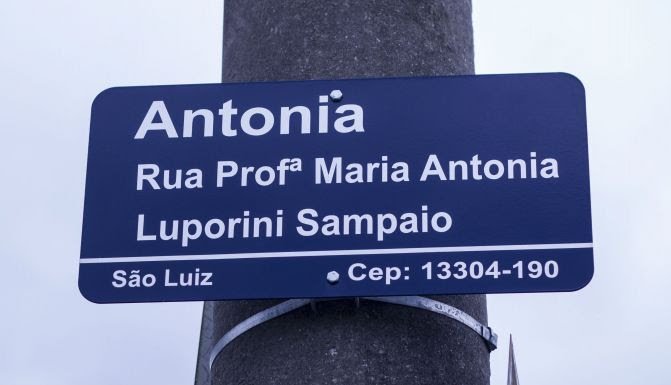 Antonia
Rua Profª Maria Antonia
Luporini Sampaio
São Luiz Cep: 13304-190